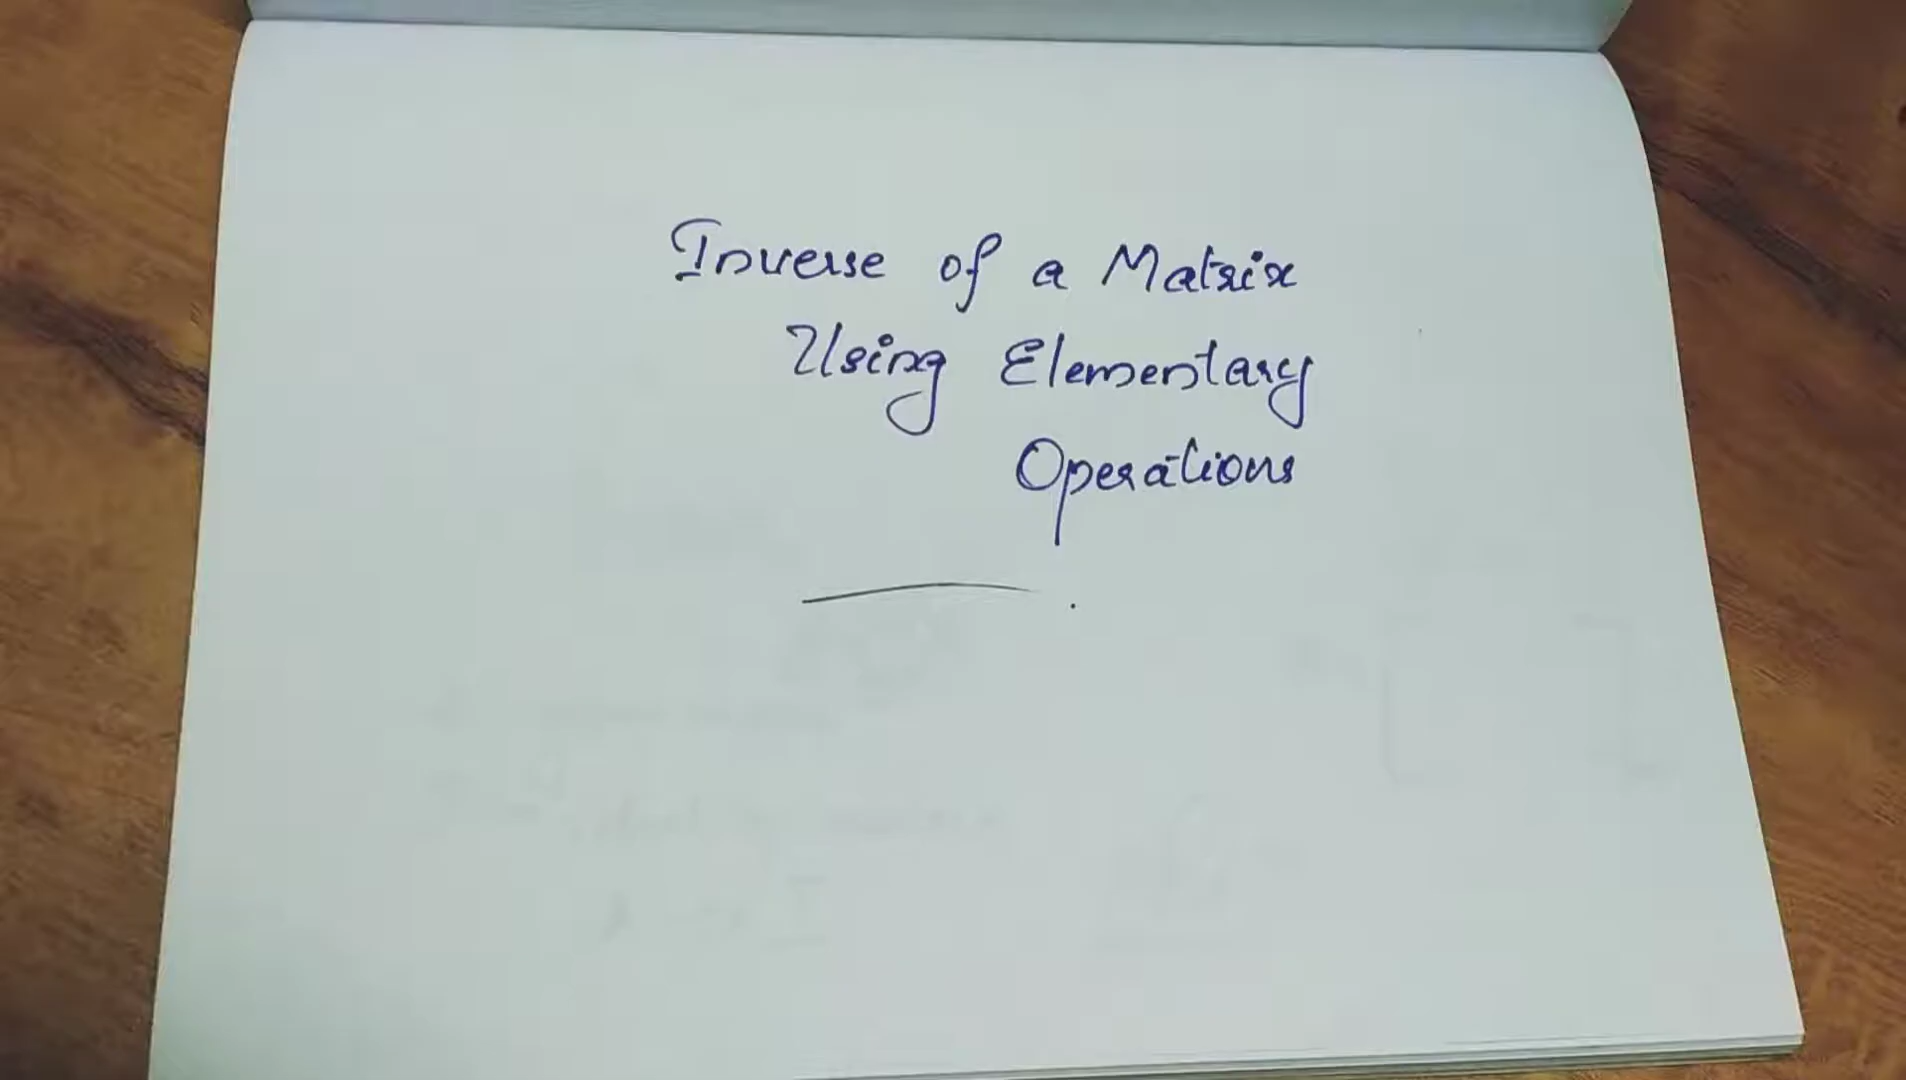 Inverse of a Matrix
Using Elementary
Operations